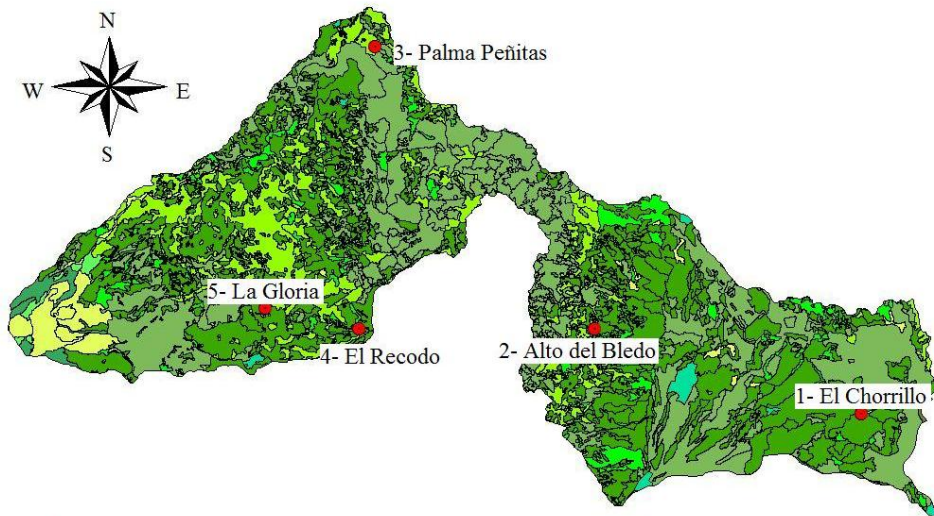 N
3- Palma Peñitas
W E
S
5- La Gloria
4- El Recodo
2- Alto del Bledo
1- El Chorrillo